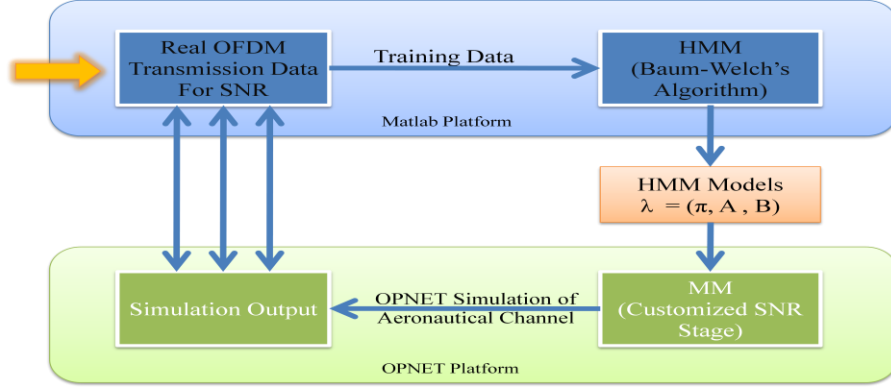 Real OFDM
Transmission Data
For SNR
Training Data
HMM
(Baum-Welch's
Algorithm)
Matlab Platform
HMM Models
λ = (π, A , B)
Simulation Output
OPNET Simulation of
Aeronautical Channel
MM
(Customized SNR
Stage)
OPNET Platform